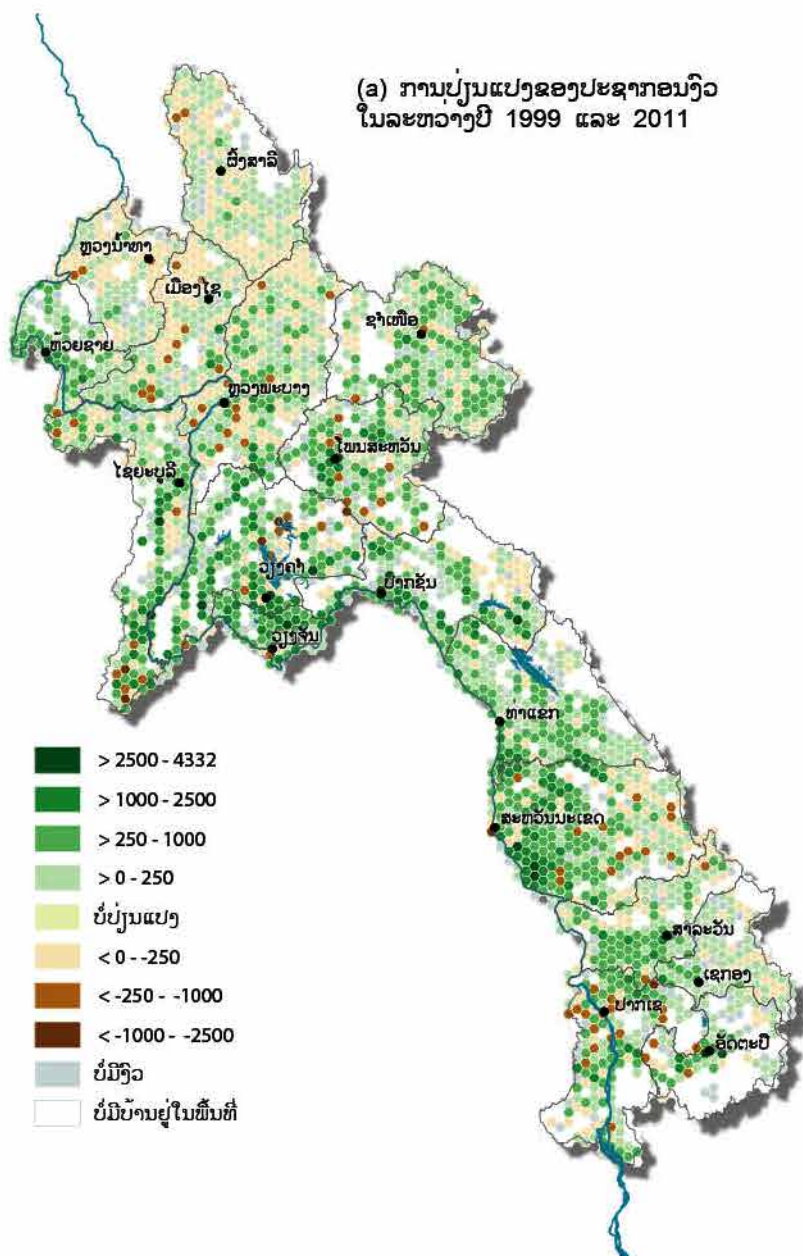 (a) ການປ່ຽນແປງຂອງປະຊາກອນງົວ
ໃນລະຫວ່າງປີ 1999 ແລະ 2011
ຜົ້ງສາລີ
ຫຼວງນ້ຳທາ
ເມືອງໄຊ
ຊຳເໜືອ
ຫ້ວຍຊາຍ
ຫຼວງພະບາງ
ໂພນສະຫວັນ
ໄຊຍະບູລີ
ວຽງຄຳ
ປາກຊັນ
ວຽງຈັນ
ທ່າແຂກ
ສະຫວັນນະເຂດ
ສາລະວັນ
ເຊກອງ
ປາກເຊ
ອັດຕະປື
> 2500 - 4332
> 1000 - 2500
> 250 - 1000
> 0 - 250
ບໍ່ປ່ຽນແປງ
< 0 - -250
< -250 - -1000
< -1000 - -2500
ບໍ່ມີງົວ
ບໍ່ມີບ້ານຢູ່ໃນພື້ນທີ່